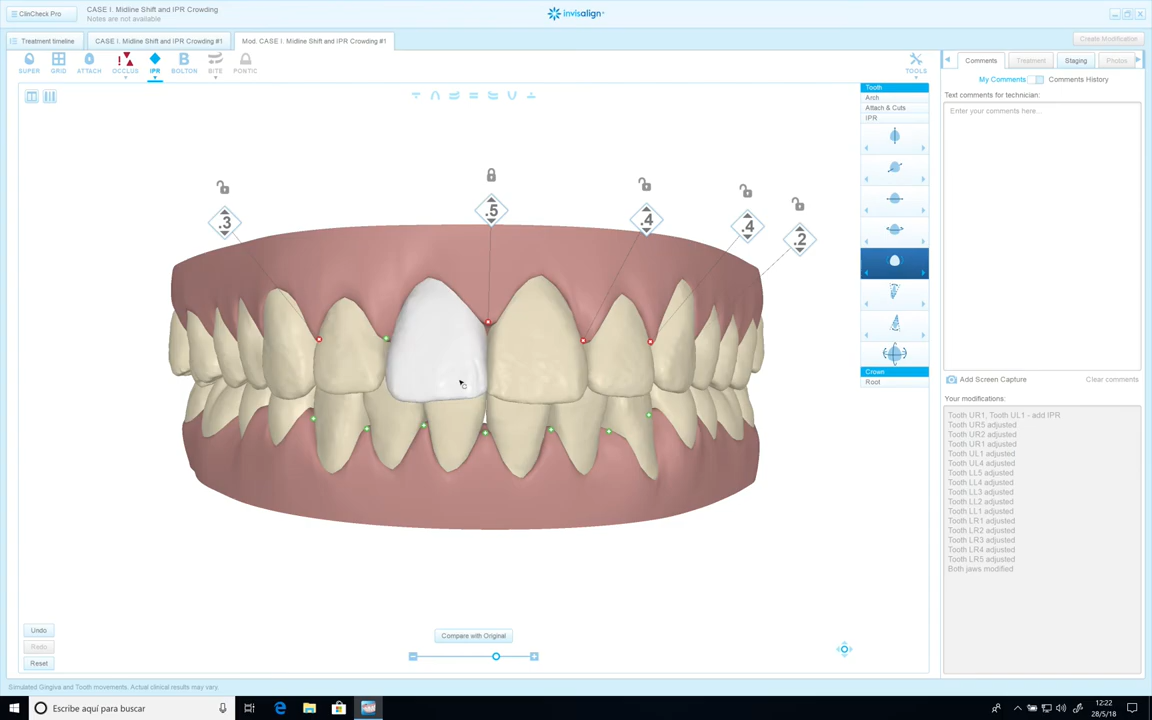 ClinCheck Pro
CASE I. Midline Shift and IPR Crowding
Notes are not available
invisalign
Treatment timeline
CASE I. Midline Shift and IPR Crowding #1
Mod. CASE I. Midline Shift and IPR Crowding #1
Create Modification
SUPER
GRID
ATTACH
OCCLUS
IPR
BOLTON
BITE
PONTIC
TOOLS
Comments
Treatment
Staging
Photos
My Comments
Comments History
Text comments for technician:
Enter your comments here...
Tooth
Arch
Attach & Cuts
IPR
.3
.5
.4
.4
.2
Crown
Root
Add Screen Capture
Clear comments
Your modifications:
Tooth UR1, Tooth UL1 - add IPR
Tooth UR5 adjusted
Tooth UR2 adjusted
Tooth UR1 adjusted
Tooth UL1 adjusted
Tooth UL4 adjusted
Tooth LL5 adjusted
Tooth LL4 adjusted
Tooth LL3 adjusted
Tooth LL2 adjusted
Tooth LL1 adjusted
Tooth LR1 adjusted
Tooth LR2 adjusted
Tooth LR3 adjusted
Tooth LR4 adjusted
Tooth LR5 adjusted
Both jaws modified
Undo
Redo
Reset
Compare with Original
Simulated Gingiva and Tooth movements. Actual clinical results may vary.
Escribe aquí para buscar
12:22
28/5/18